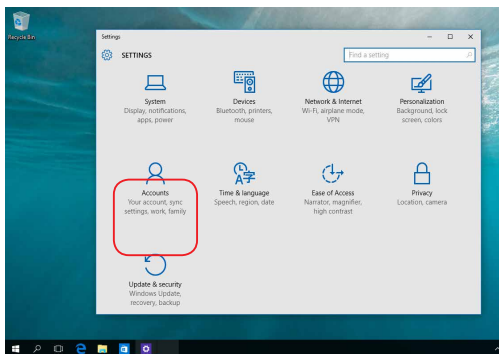 Recycle Bin
Settings
SETTINGS
Find a setting
System
Display, notifications,
apps, power
Devices
Bluetooth, printers,
mouse
Network & Internet
Wi-Fi, airplane mode,
VPN
Personalization
Background, lock
screen, colors
Accounts
Your account, sync
settings, work, family
Time & language
Speech, region, date
Ease of Access
Narrator, magnifier,
high contrast
Privacy
Location, camera
Update & security
Windows Update,
recovery, backup